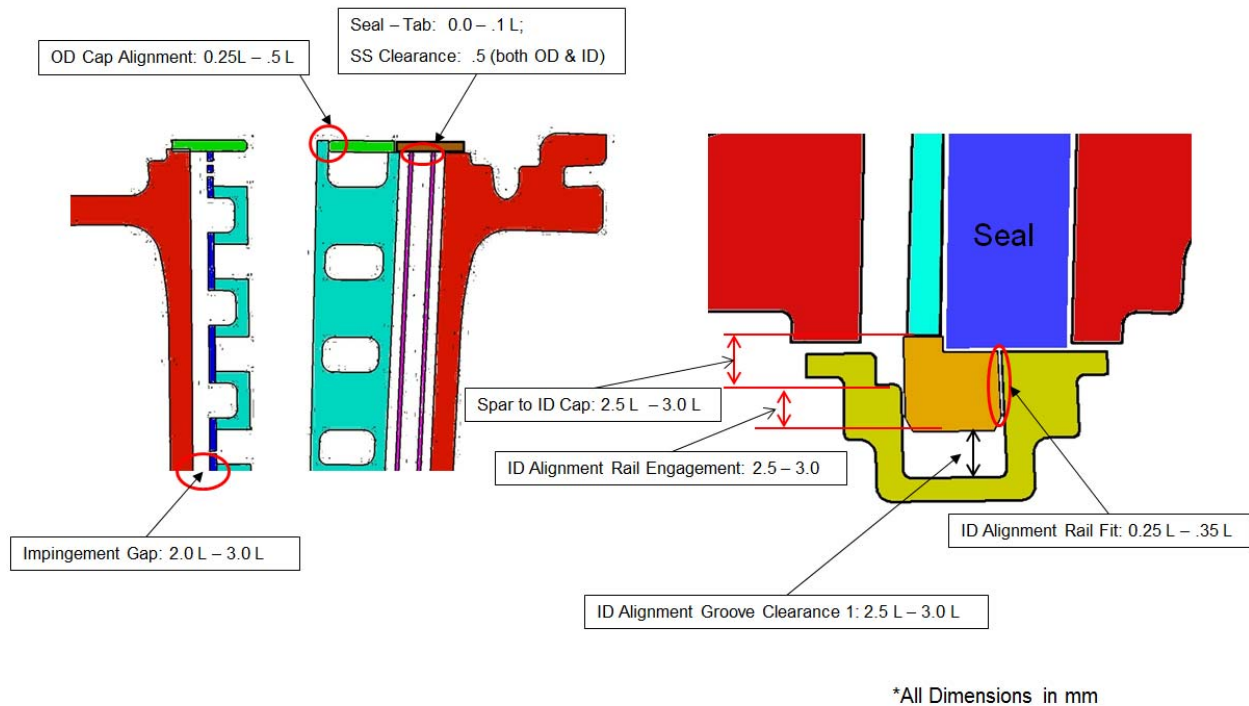 Seal – Tab:  0.0 – .1 L;
SS Clearance:  .5 (both OD & ID)
OD Cap Alignment: 0.25L – .5 L
Seal
Spar to ID Cap: 2.5 L  – 3.0 L
ID Alignment Rail Engagement: 2.5 – 3.0
ID Alignment Rail Fit: 0.25 L – .35 L
Impingement Gap: 2.0 L – 3.0 L
ID Alignment Groove Clearance 1: 2.5 L – 3.0 L
*All Dimensions in mm